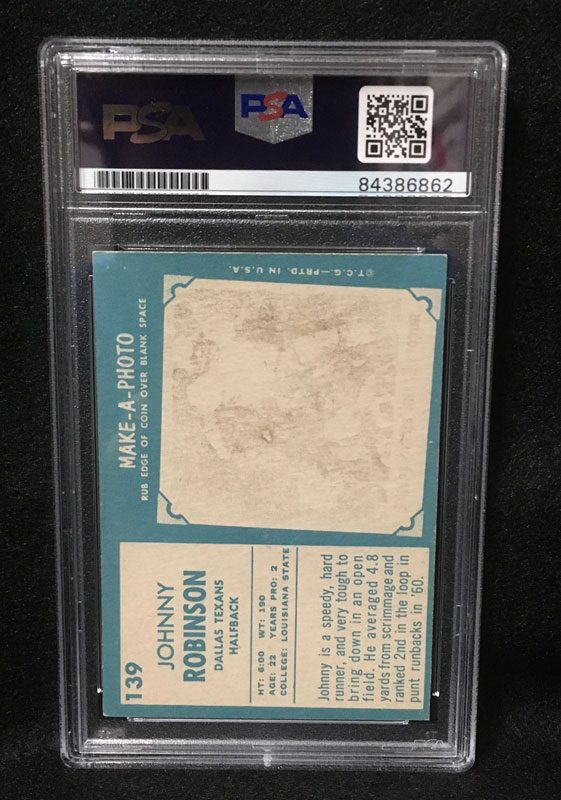 PSA
PSA
84386862
139
JOHNNY
ROBINSON
DALLAS TEXANS
HALFBACK
HT: 6:00 WT: 190
AGE: 22 YEARS PRO: 2
COLLEGE: LOUISIANA STATE
Johnny is a speedy, hard
runner, and very tough to
bring down in an open
field. He averaged 4.8
yards from scrimmage and
ranked 2nd in the loop in
punt runbacks in '60.
MAKE-A-PHOTO
RUB EDGE OF COIN OVER BLANK SPACE
©T.C.G.—PRTD. IN U.S.A.